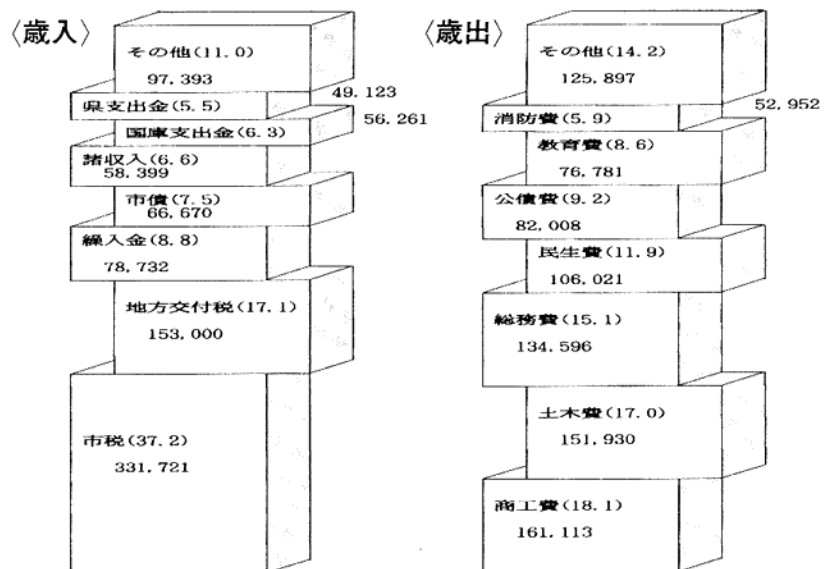 〈歳入〉
その他(11.0)
97,393
県支出金(5.5)
49.123
国庫支出金(6.3)
56,261
諸収入(6.6)
58,399
市債(7.5)
66,670
繰入金(8.8)
78,732
地方交付税(17.1)
153,000
市税(37.2)
331,721
〈歳出〉
その他(14.2)
125,897
消防費(5.9)
52,952
教育費(8.6)
76,781
公債費(9.2)
82,008
民生費(11.9)
106,021
総務費(15.1)
134,596
土木費(17.0)
151,930
商工費(18.1)
161,113